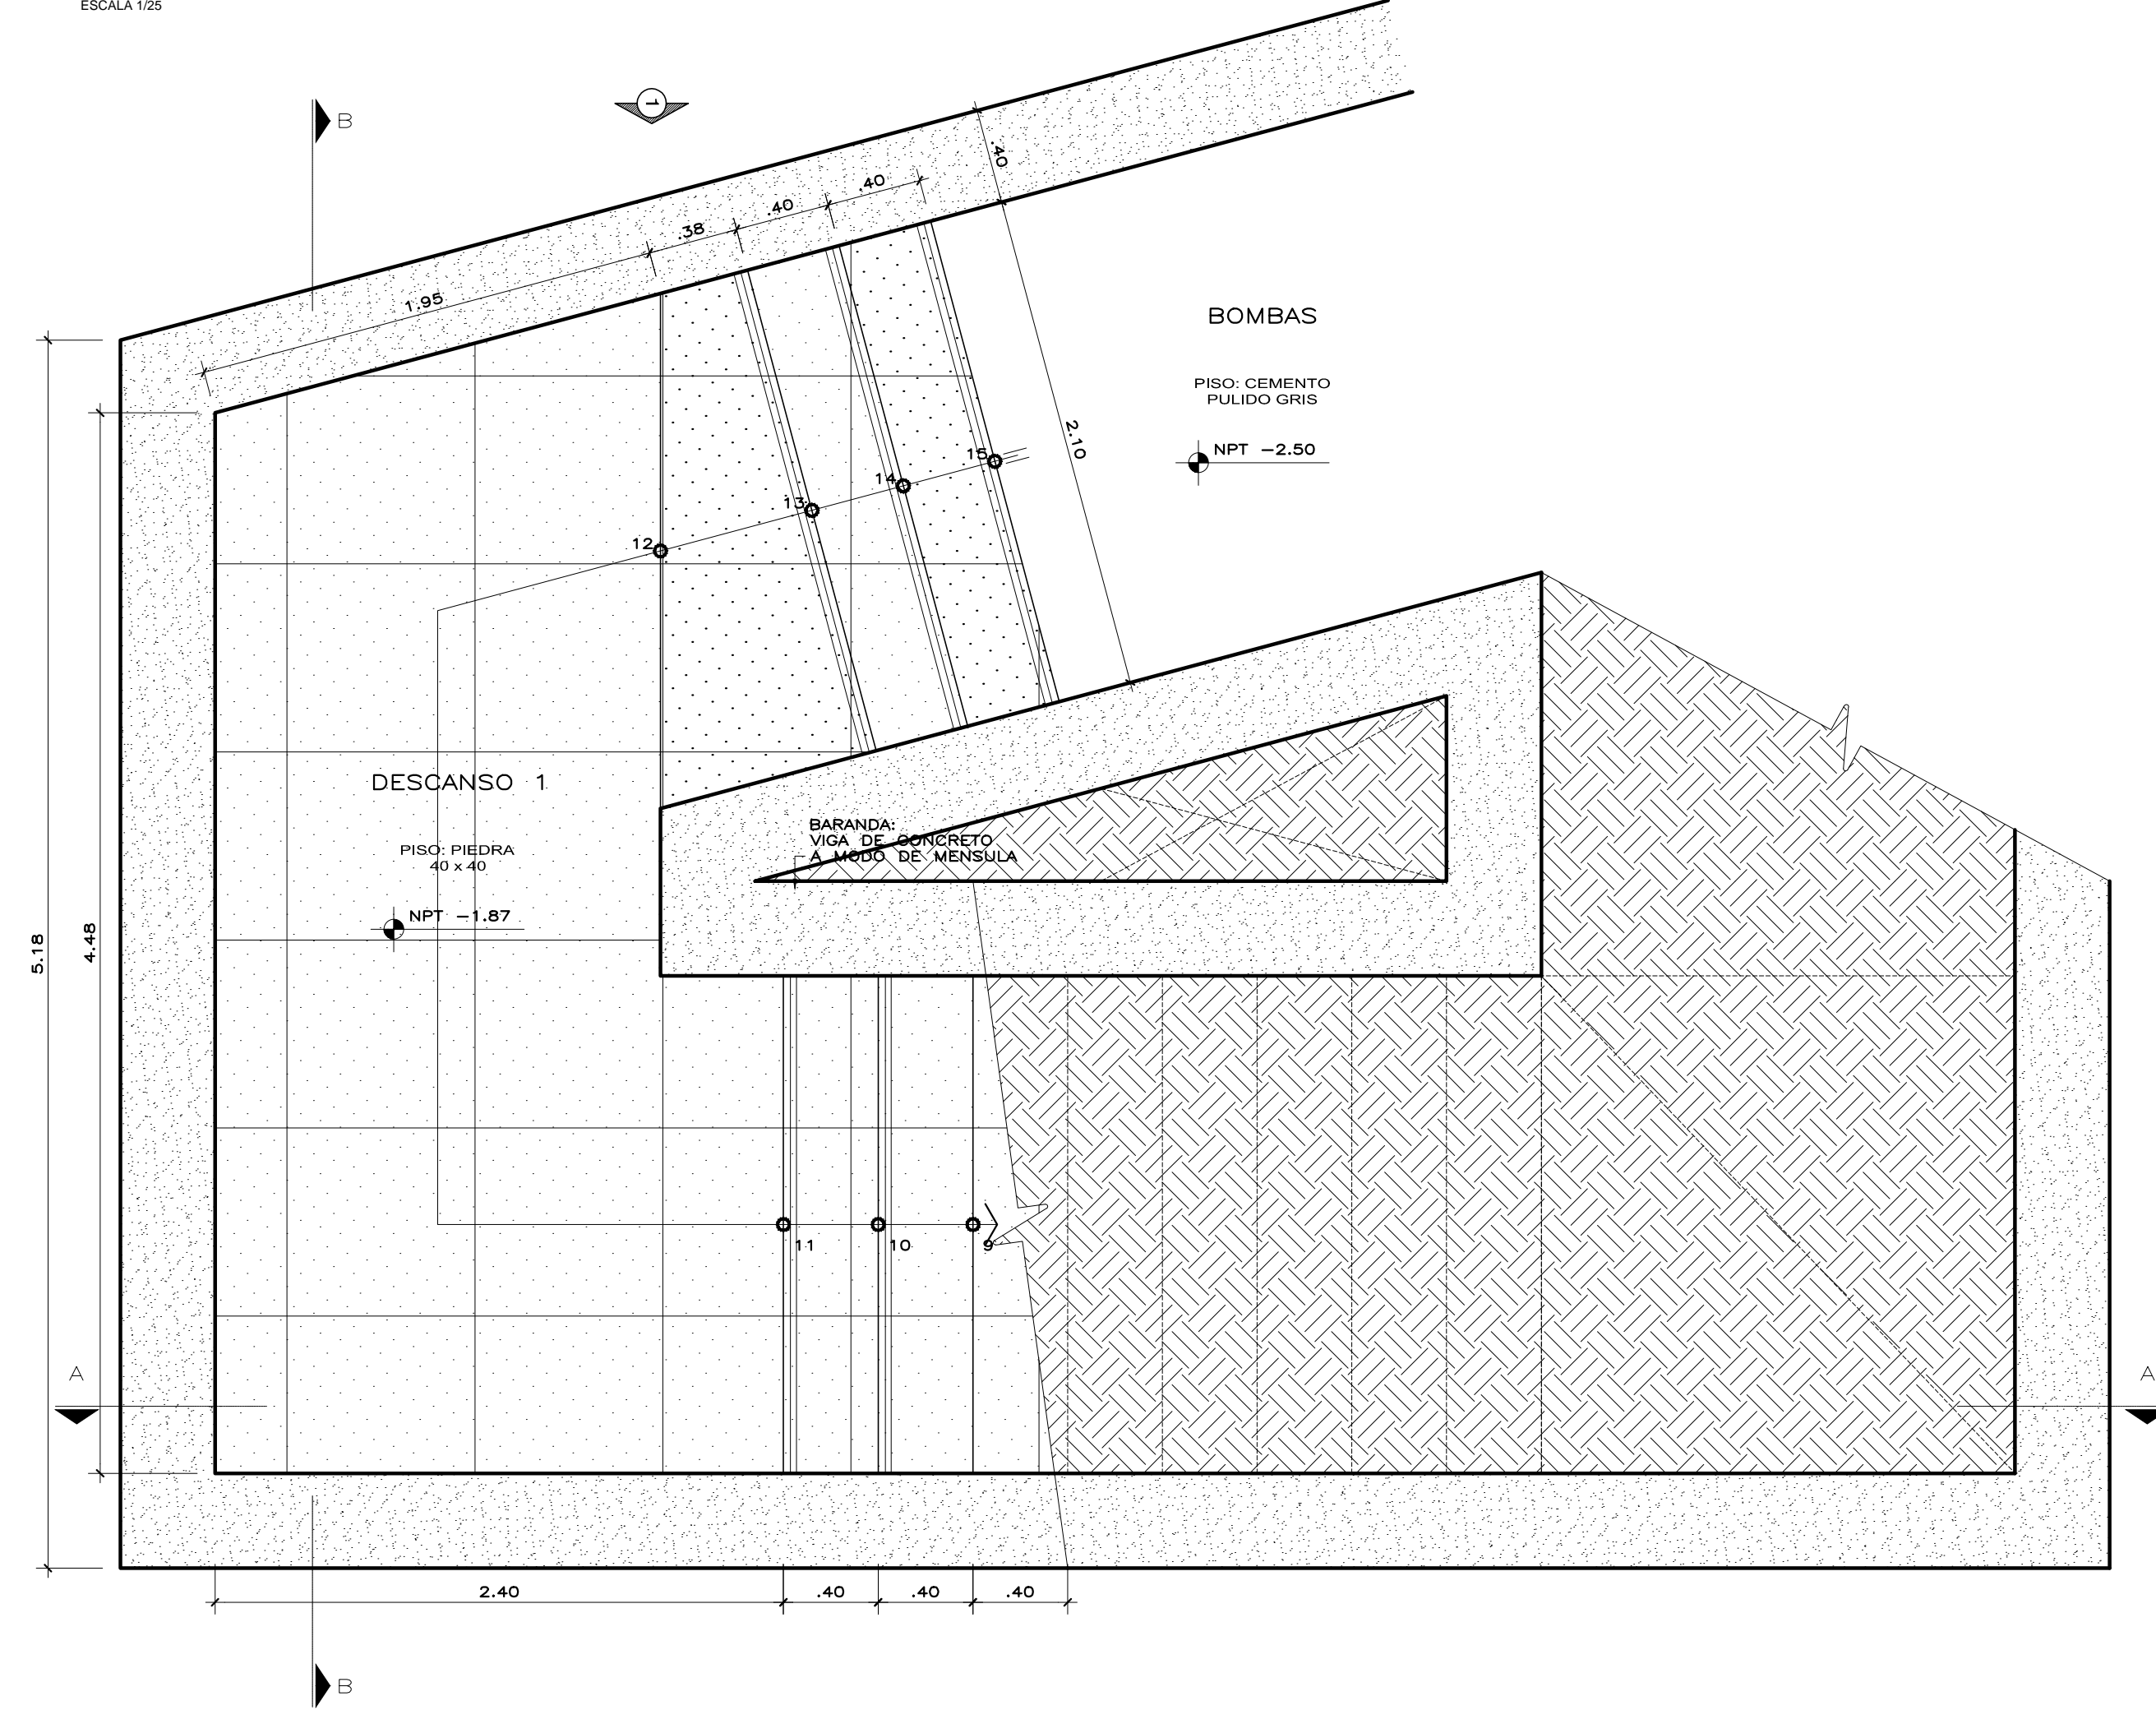 ESCALA 1/25
B
1
.40
.40
.40
.38
1.95
BOMBAS
PISO: CEMENTO
PULIDO GRIS
NPT -2.50
2.10
15
14
13
12
DESCANSO 1
BARANDA:
VIGA DE CONCRETO
A MODO DE MENSULA
PISO: PIEDRA
40 x 40
NPT -1.87
5.18
4.48
11
10
9
A
A
2.40
.40
.40
.40
B